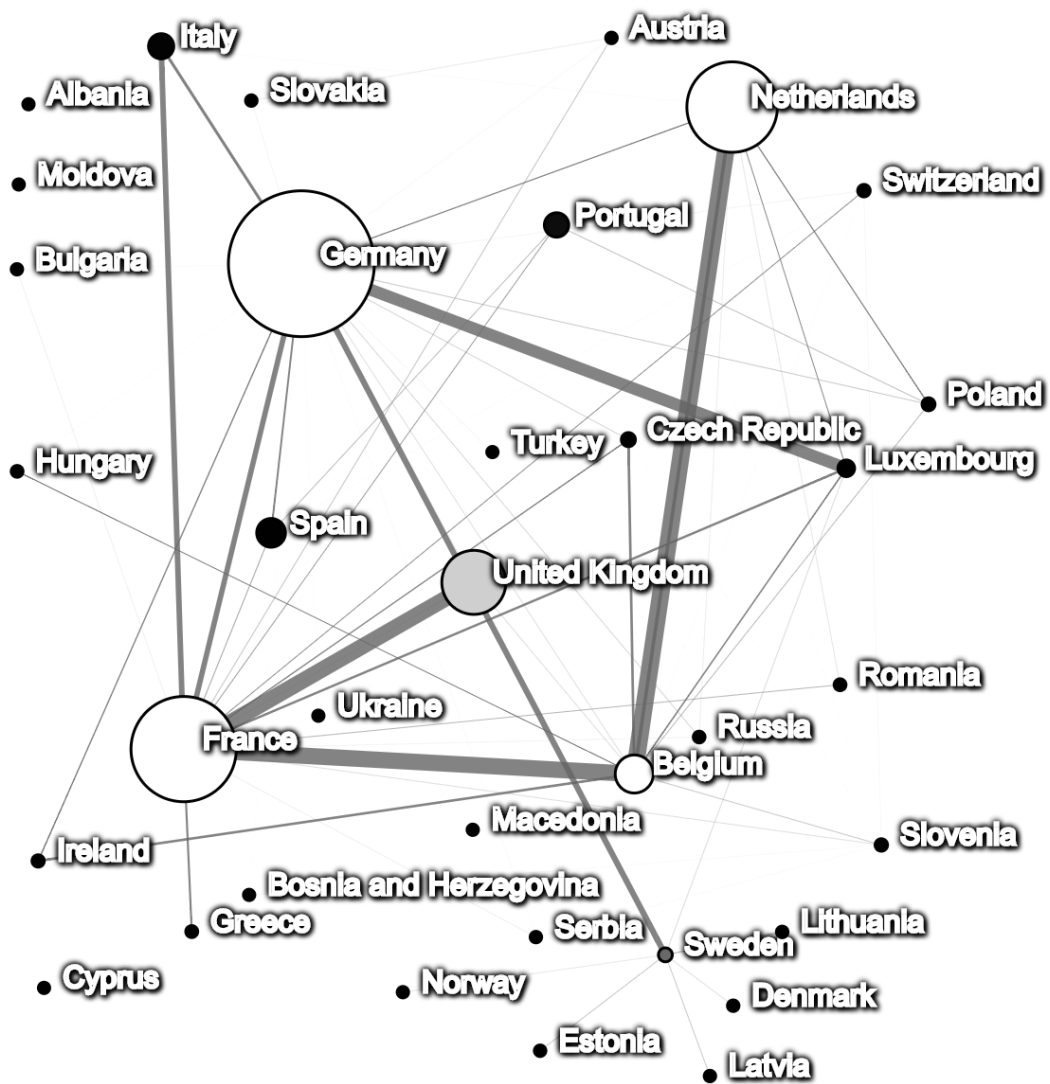 Italy
Austria
Albania
Slovakia
Netherlands
Moldova
Switzerland
Portugal
Bulgaria
Germany
Poland
Czech Republic
Turkey
Hungary
Luxembourg
Spain
United Kingdom
Romania
Ukraine
Russia
France
Belgium
Macedonia
Slovenia
Ireland
Bosnia and Herzegovina
Greece
Serbia
Lithuania
Sweden
Cyprus
Norway
Denmark
Estonia
Latvia